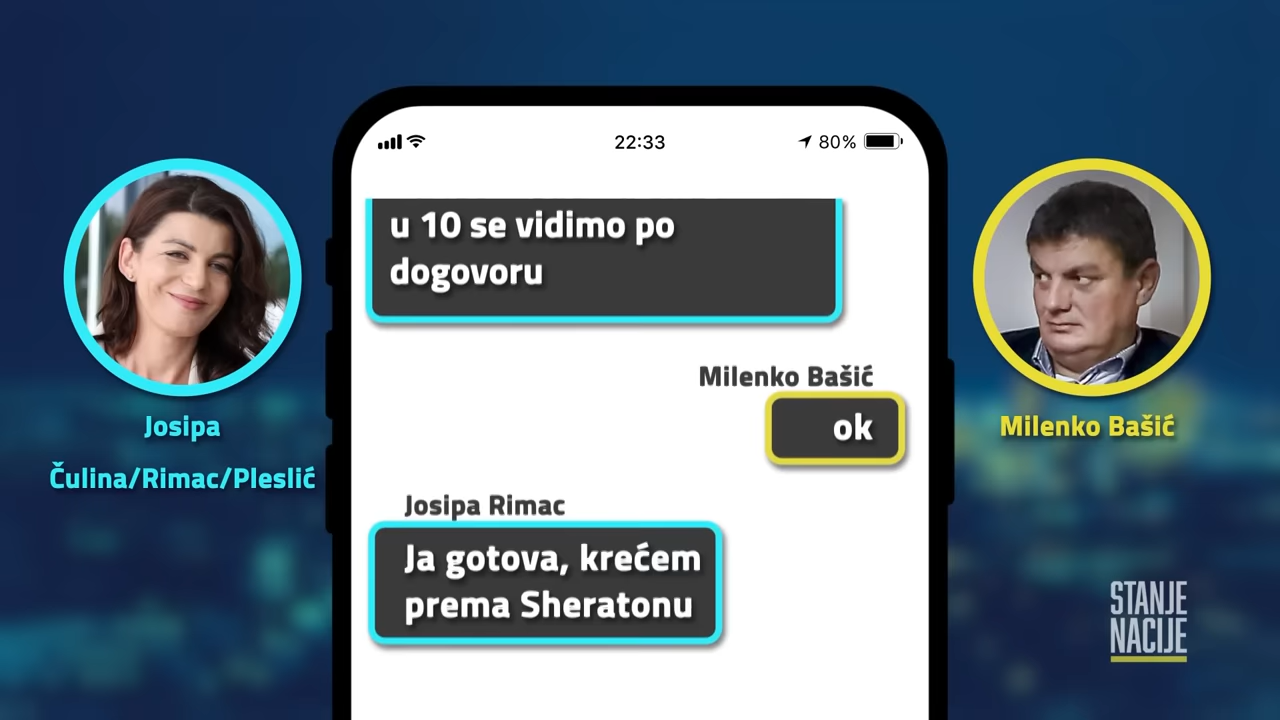 22:33
80%
u 10 se vidimo po
dogovoru
Milenko Bašić
ok
Josipa Rimac
Ja gotova, krećem
prema Sheratonu
Josipa
Čulina/Rimac/Pleslić
Milenko Bašić
STANJE
NACIJE